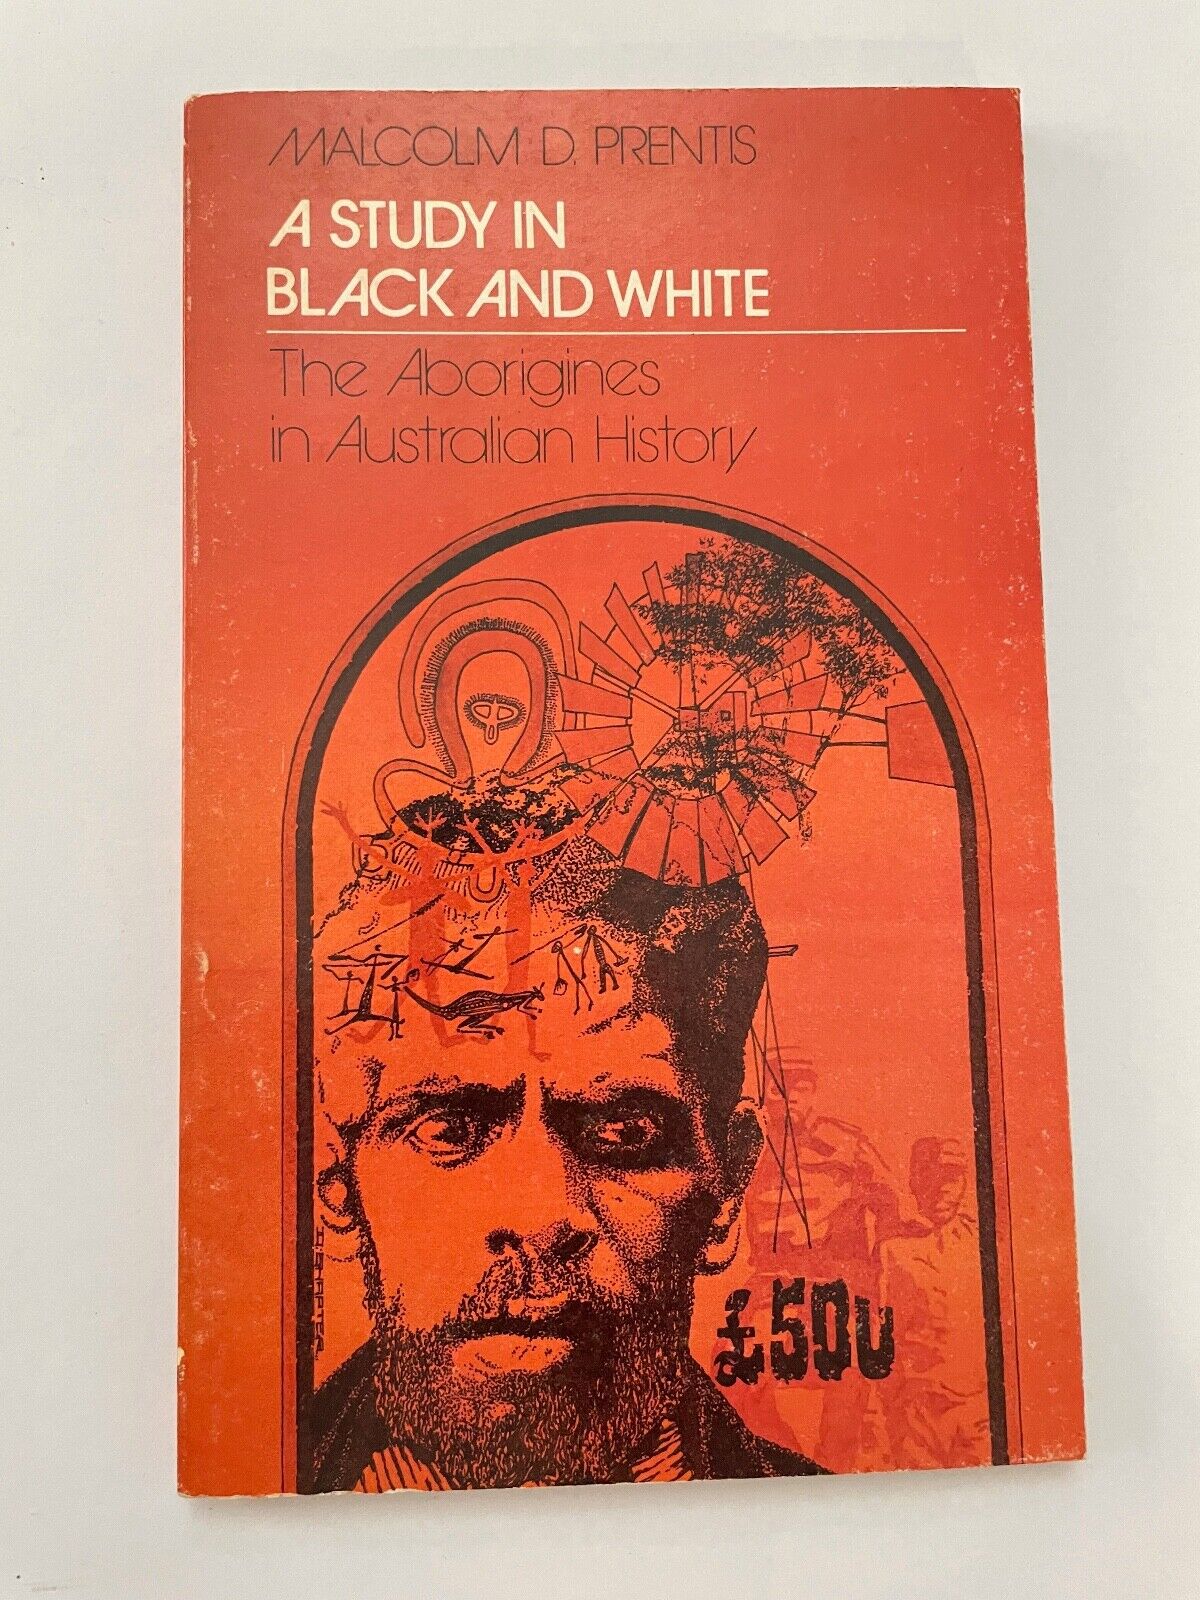 MALCOLM D. PRENTIS
A STUDY IN
BLACK AND WHITE
The Aborigines
in Australian History
£500